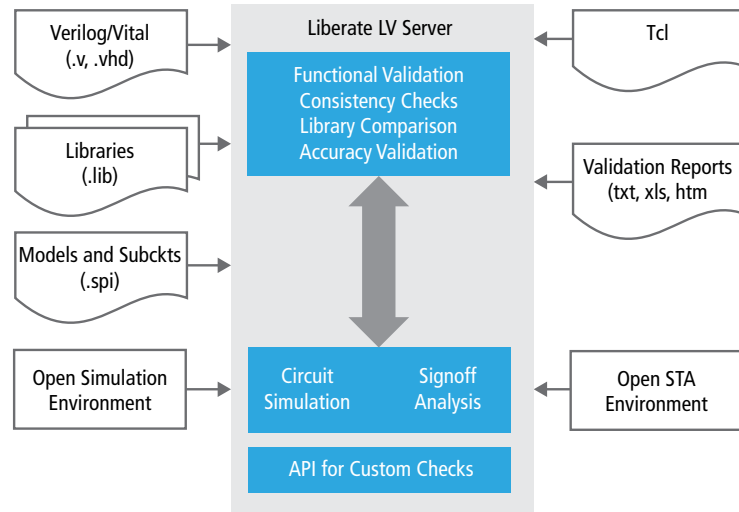 Verilog/Vital
(.v, .vhd)
Libraries
(.lib)
Models and Subckts
(.spi)
Open Simulation
Environment
Liberate LV Server
Functional Validation
Consistency Checks
Library Comparison
Accuracy Validation
Circuit
Simulation
Signoff
Analysis
API for Custom Checks
Tcl
Validation Reports
(txt, xls, htm
Open STA
Environment